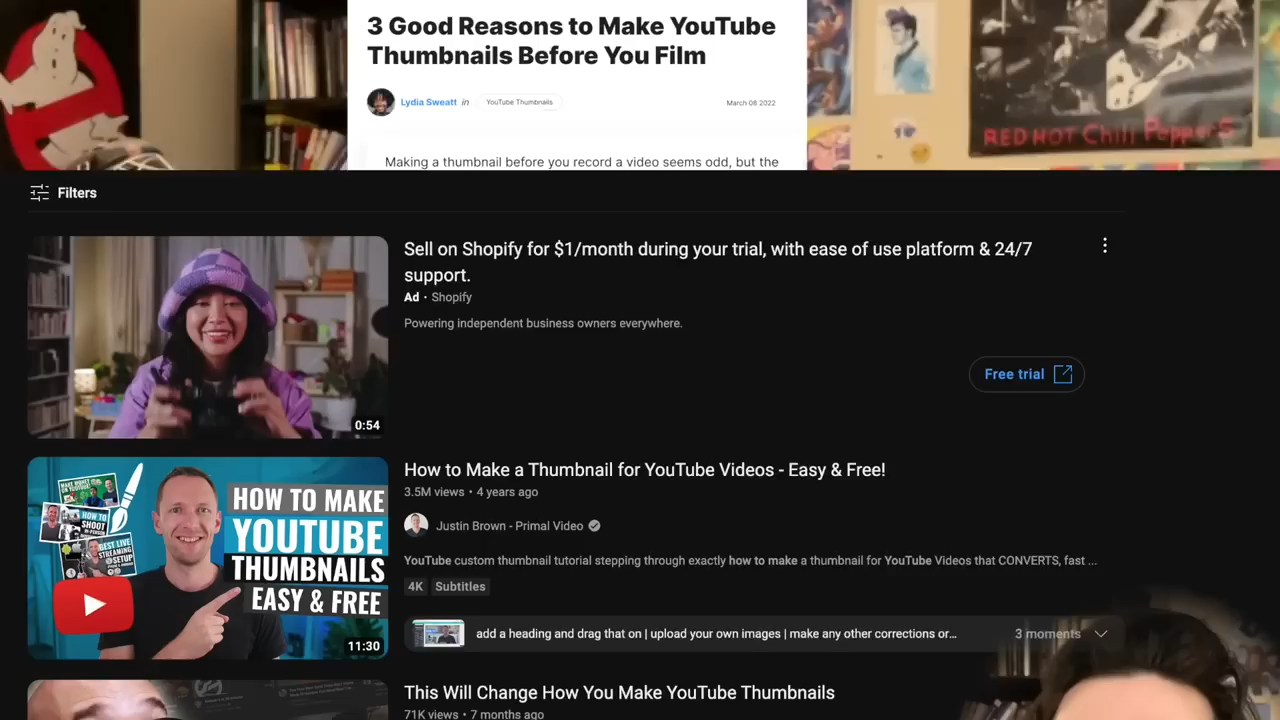 3 Good Reasons to Make YouTube
Thumbnails Before You Film
Lydia Sweatt in YouTube Thumbnails
March 08 2022
Making a thumbnail before you record a video seems odd, but the
RED HOT CHiLi PEPPERS
Filters
Sell on Shopify for $1/month during your trial, with ease of use platform & 24/7
support.
Ad · Shopify
Powering independent business owners everywhere.
Free trial
0:54
How to Make a Thumbnail for YouTube Videos - Easy & Free!
3.5M views · 4 years ago
Justin Brown - Primal Video
YouTube custom thumbnail tutorial stepping through exactly how to make a thumbnail for YouTube Videos that CONVERTS, fast ...
4K Subtitles
add a heading and drag that on | upload your own images | make any other corrections or...
3 moments
HOW TO
SHOOT
BEST LIVE
STREAMING
SETUP
HOW TO MAKE
YOUTUBE
THUMBNAILS
EASY & FREE
11:30
This Will Change How You Make YouTube Thumbnails
71K views · 7 months ago